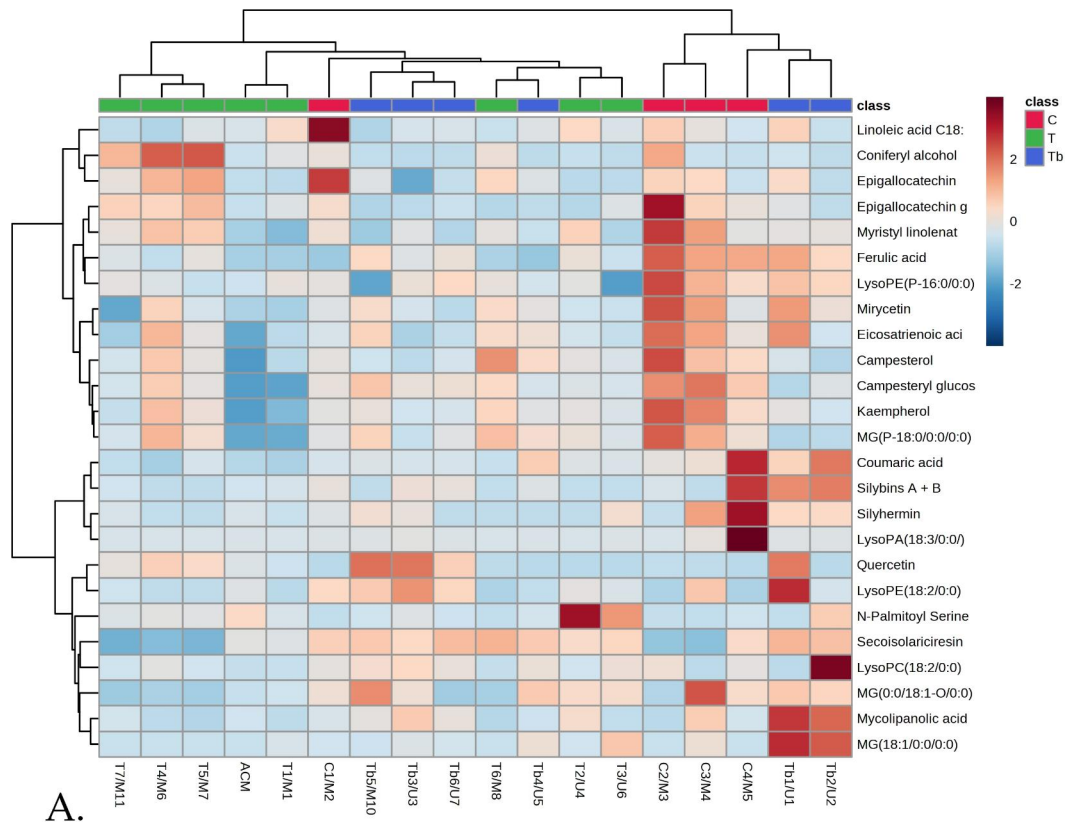 class
Linoleic acid C18:
Coniferyl alcohol
Epigallocatechin
Epigallocatechin g
Myristyl linolenat
Ferulic acid
LysoPE(P-16:0/0:0)
Mirycetin
Eicosatrienoic aci
Campesterol
Campesteryl glucos
Kaempherol
MG(P-18:0/0:0/0:0)
Coumaric acid
Silybins A + B
Silyhermin
LysoPA(18:3/0:0/)
Quercetin
LysoPE(18:2/0:0)
N-Palmitoyl Serine
Secoisolariciresin
LysoPC(18:2/0:0)
MG(0:0/18:1-O/0:0)
Mycolipanolic acid
MG(18:1/0:0/0:0)
2
0
-2
class
C
T
Tb
T7/M11
T4/M6
T5/M7
ACM
T1/M1
C1/M2
Tb5/M10
Tb3/U3
Tb6/U7
T6/M8
Tb4/U5
T2/U4
T3/U6
C2/M3
C3/M4
C4/M5
Tb1/U1
Tb2/U2
A.